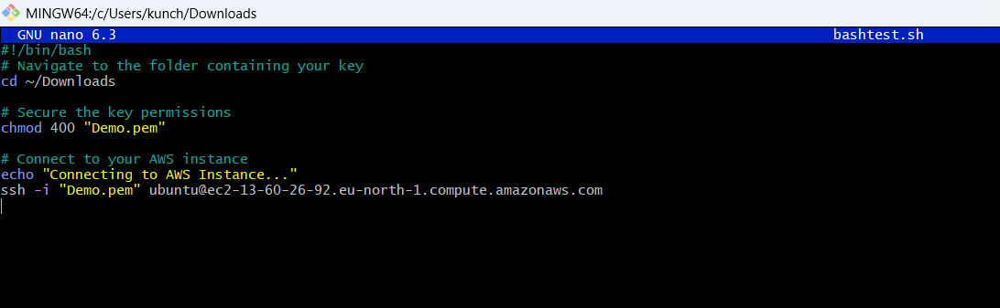 MINGW64:/c/Users/kunch/Downloads
GNU nano 6.3 bashtest.sh
#!/bin/bash
# Navigate to the folder containing your key
cd ~/Downloads
# Secure the key permissions
chmod 400 "Demo.pem"
# Connect to your AWS instance
echo "Connecting to AWS Instance..."
ssh -i "Demo.pem" ubuntu@ec2-13-60-26-92.eu-north-1.compute.amazonaws.com